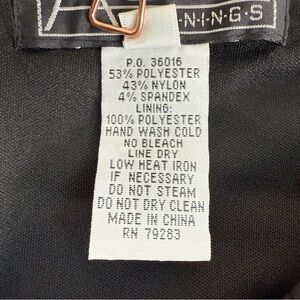 N·I·N·G·S
P.O. 36016
53% POLYESTER
43% NYLON
4% SPANDEX
LINING:
100% POLYESTER
HAND WASH COLD
NO BLEACH
LINE DRY
LOW HEAT IRON
IF NECESSARY
DO NOT STEAM
DO NOT DRY CLEAN
MADE IN CHINA
RN 79283